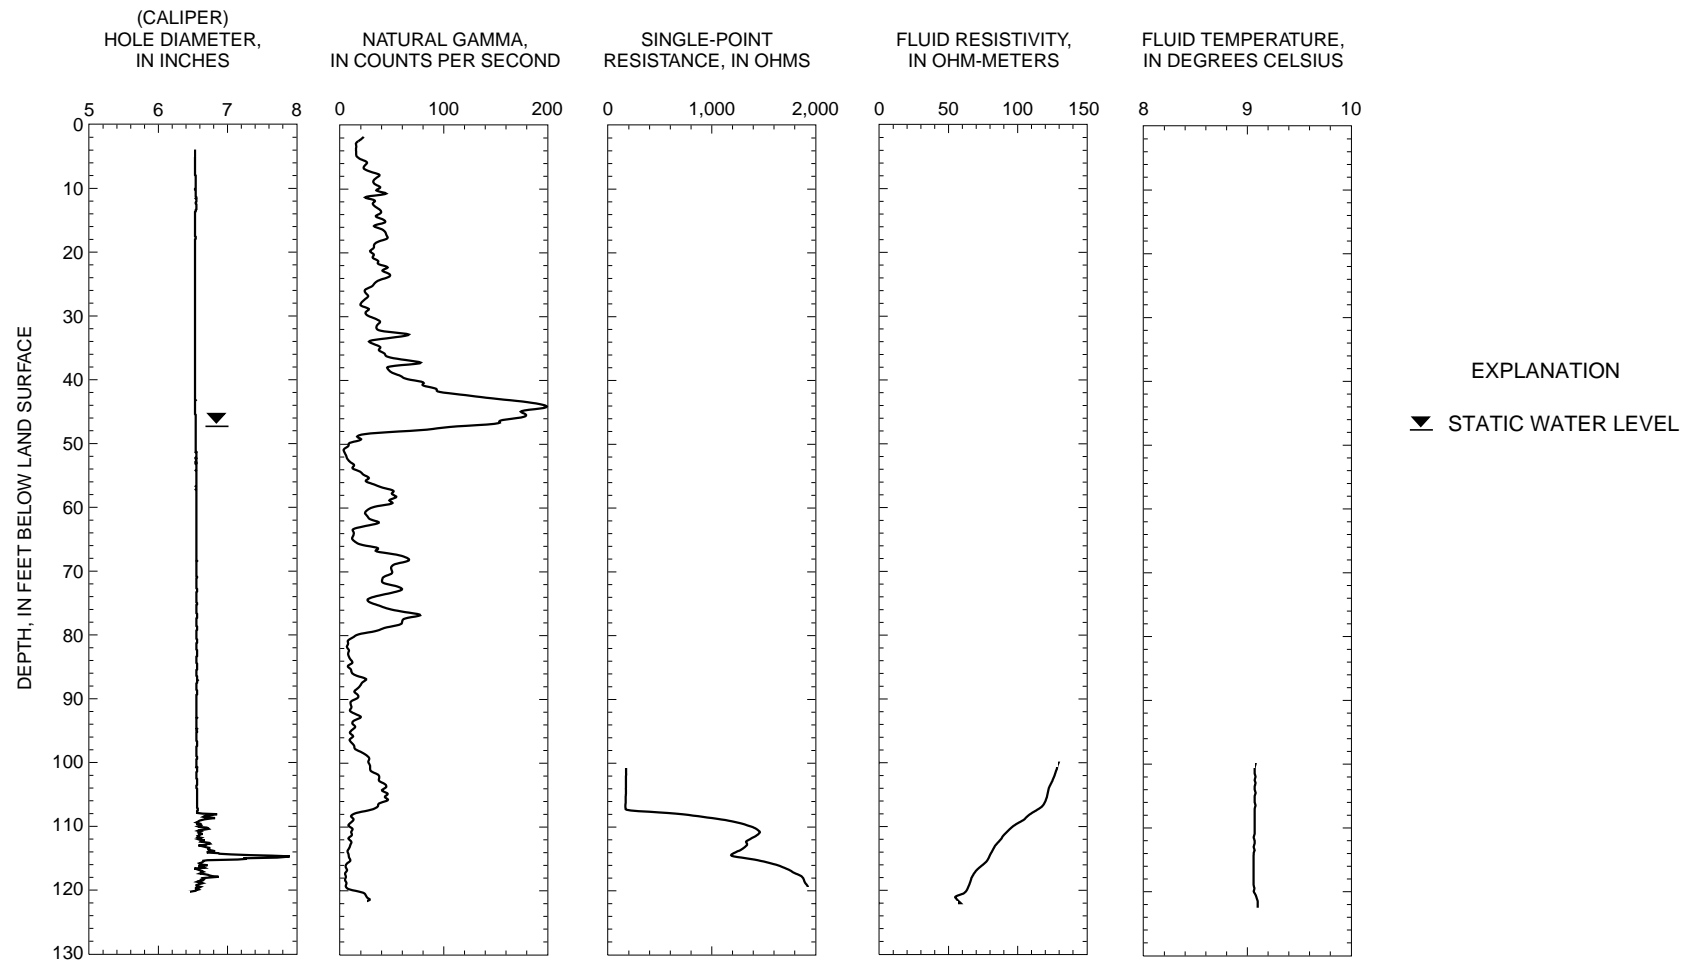 (CALIPER)
HOLE DIAMETER,
IN INCHES
NATURAL GAMMA,
IN COUNTS PER SECOND
SINGLE-POINT
RESISTANCE, IN OHMS
FLUID RESISTIVITY,
IN OHM-METERS
FLUID TEMPERATURE,
IN DEGREES CELSIUS
5 6 7 8
0 100 200
0 1,000 2,000
0 50 100 150
8 9 10
DEPTH, IN FEET BELOW LAND SURFACE
0
10
20
30
40
50
60
70
80
90
100
110
120
130
EXPLANATION
STATIC WATER LEVEL